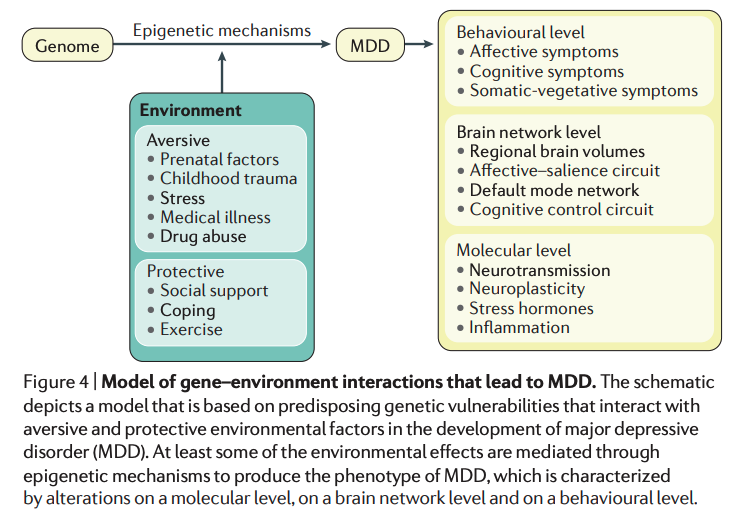 Genome
Epigenetic mechanisms
MDD
Environment
Aversive
• Prenatal factors
• Childhood trauma
• Stress
• Medical illness
• Drug abuse
Protective
• Social support
• Coping
• Exercise
Behavioural level
• Affective symptoms
• Cognitive symptoms
• Somatic-vegetative symptoms
Brain network level
• Regional brain volumes
• Affective–salience circuit
• Default mode network
• Cognitive control circuit
Molecular level
• Neurotransmission
• Neuroplasticity
• Stress hormones
• Inflammation
Figure 4 | Model of gene–environment interactions that lead to MDD. The schematic
depicts a model that is based on predisposing genetic vulnerabilities that interact with
aversive and protective environmental factors in the development of major depressive
disorder (MDD). At least some of the environmental effects are mediated through
epigenetic mechanisms to produce the phenotype of MDD, which is characterized
by alterations on a molecular level, on a brain network level and on a behavioural level.